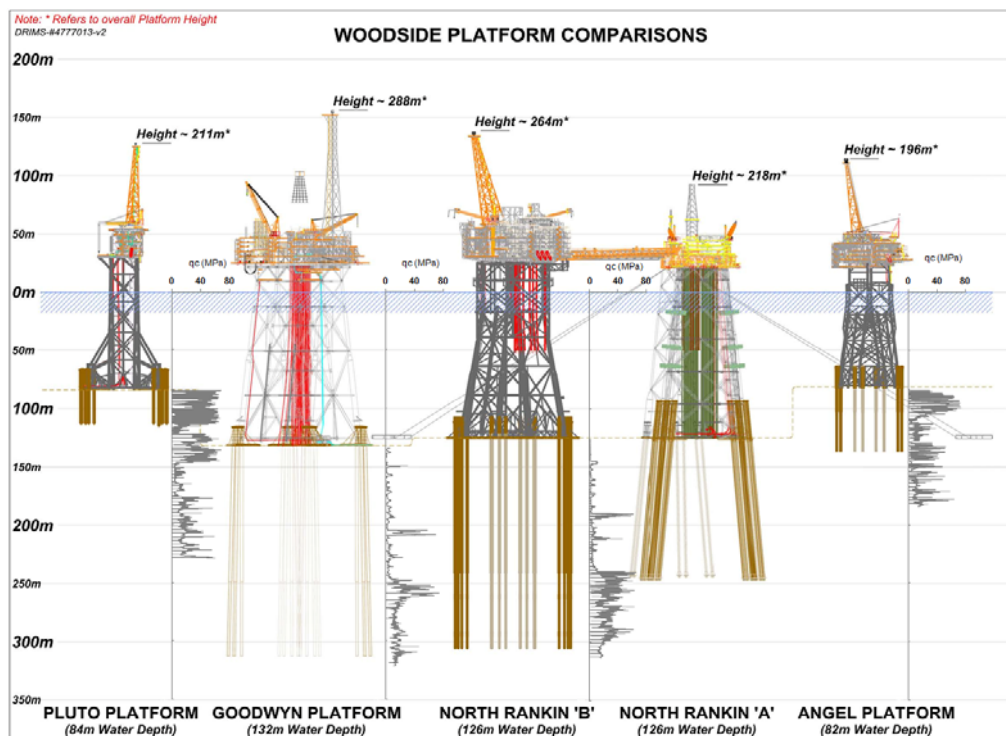 Note: * Refers to overall Platform Height
DRIMS-#4777013-v2
WOODSIDE PLATFORM COMPARISONS
200m
150m
100m
50m
0m
50m
100m
150m
200m
250m
300m
350m
Height ~ 211m*
Height ~ 288m*
Height ~ 264m*
Height ~ 218m*
Height ~ 196m*
qc (MPa)
0 40 80
qc (MPa)
0 40 80
qc (MPa)
0 40 80
qc (MPa)
0 40 80
PLUTO PLATFORM
(84m Water Depth)
GOODWYN PLATFORM
(132m Water Depth)
NORTH RANKIN 'B'
(126m Water Depth)
NORTH RANKIN 'A'
(126m Water Depth)
ANGEL PLATFORM
(82m Water Depth)